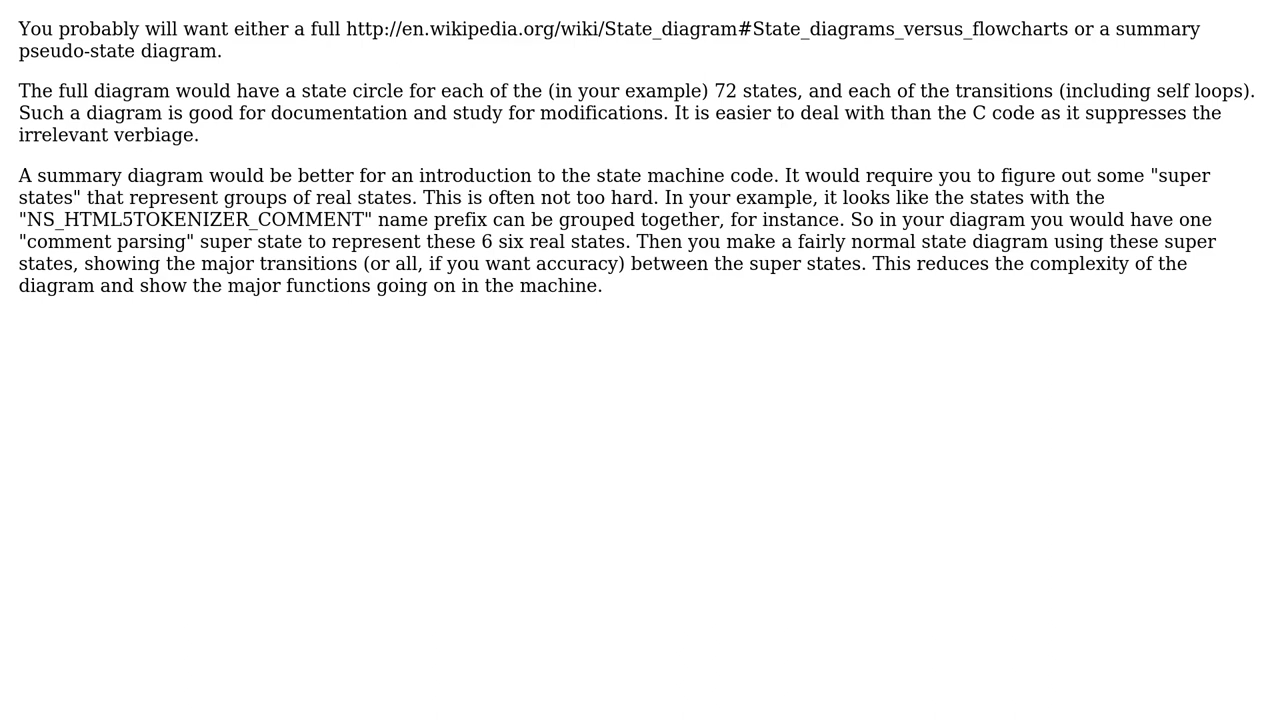 You probably will want either a full http://en.wikipedia.org/wiki/State_diagram#State_diagrams_versus_flowcharts or a summary
pseudo-state diagram.
The full diagram would have a state circle for each of the (in your example) 72 states, and each of the transitions (including self loops).
Such a diagram is good for documentation and study for modifications. It is easier to deal with than the C code as it suppresses the
irrelevant verbiage.
A summary diagram would be better for an introduction to the state machine code. It would require you to figure out some "super
states" that represent groups of real states. This is often not too hard. In your example, it looks like the states with the
"NS_HTML5TOKENIZER_COMMENT" name prefix can be grouped together, for instance. So in your diagram you would have one
"comment parsing" super state to represent these 6 six real states. Then you make a fairly normal state diagram using these super
states, showing the major transitions (or all, if you want accuracy) between the super states. This reduces the complexity of the
diagram and show the major functions going on in the machine.